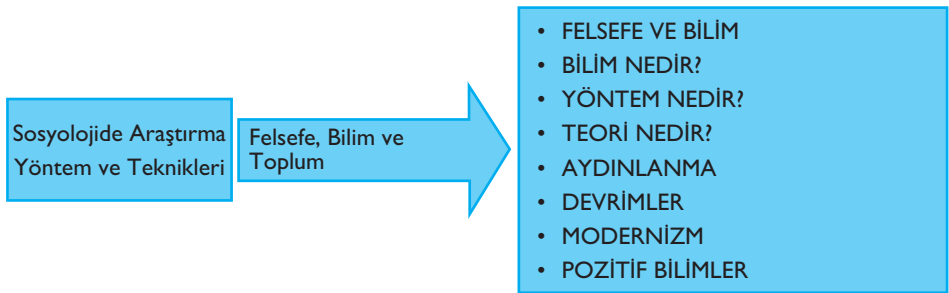 Sosyolojide Araştırma
Yöntem ve Teknikleri
Felsefe, Bilim ve
Toplum
• FELSEFE VE BİLİM
• BİLİM NEDİR?
• YÖNTEM NEDİR?
• TEORİ NEDİR?
• AYDINLANMA
• DEVRİMLER
• MODERNİZM
• POZİTİF BİLİMLER